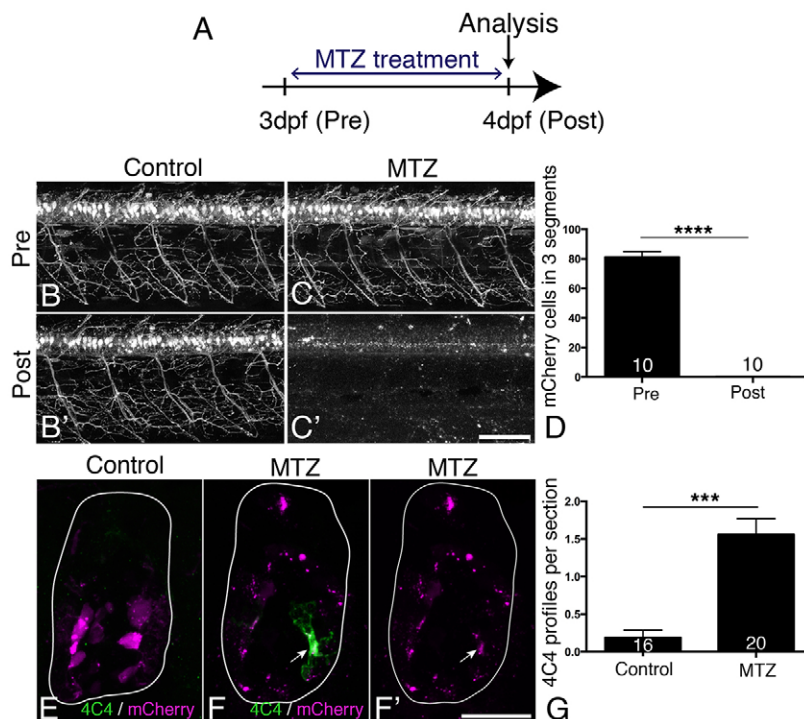 A
Analysis
MTZ treatment
3dpf (Pre)
4dpf (Post)
Control
MTZ
Pre
B
C
Post
B'
C'
mCherry cells in 3 segments
100
80
60
40
20
0
****
10
10
Pre
Post
D
Control
MTZ
MTZ
E
4C4 / mCherry
F
4C4 / mCherry
F'
4C4 profiles per section
2.0
1.5
1.0
0.5
0.0
***
16
20
Control
MTZ
G